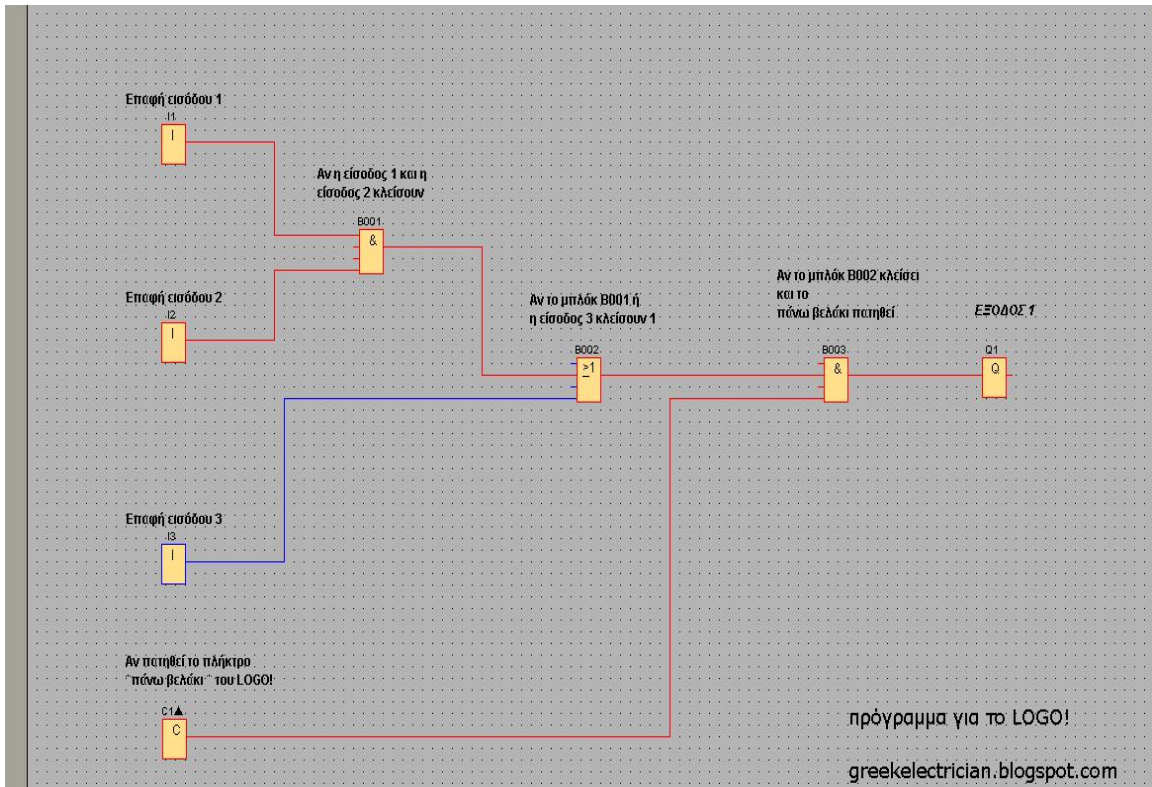 Επαφή εισόδου 1
I1
I
Αν η είσοδος 1 και η
είσοδος 2 κλείσουν
B001
&
Επαφή εισόδου 2
I2
I
Αν το μπλόκ B001 ή
η είσοδος 3 κλείσουν 1
B002
≥1
Αν το μπλόκ B002 κλείσει
και το
πάνω βελάκι πατηθεί
B003
&
ΕΞΟΔΟΣ 1
Q1
Q
Επαφή εισόδου 3
I3
I
Αν πατηθεί το πλήκτρο
¨πάνω βελάκι¨ του LOGO!
C1▲
C
πρόγραμμα για το LOGO!
greekelectrician.blogspot.com